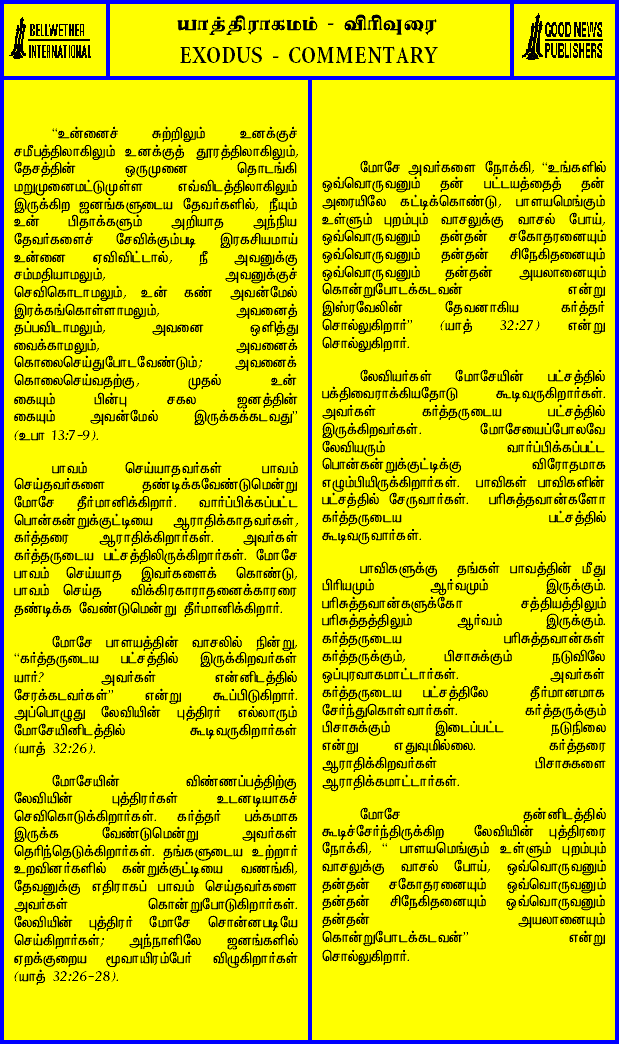 BELLWETHER
INTERNATIONAL
யாத்திராகமம் - விரிவுரை
EXODUS - COMMENTARY
GOOD NEWS
PUBLISHERS
“உன்னைச் சுற்றிலும் உனக்குச்
சமீபத்திலாகிலும் உனக்குத் தூரத்திலாகிலும்,
தேசத்தின் ஒருமுனை தொடங்கி
மறுமுனைமட்டுமுள்ள எவ்விடத்திலாகிலும்
இருக்கிற ஜனங்களுடைய தேவர்களில், நீயும்
உன் பிதாக்களும் அறியாத அந்நிய
தேவர்களைச் சேவிக்கும்படி இரகசியமாய்
உன்னை ஏவிவிட்டால், நீ அவனுக்கு
சம்மதியாமலும், அவனுக்குச்
செவிகொடாமலும், உன் கண் அவன்மேல்
இரக்கங்கொள்ளாமலும், அவனைத்
தப்பவிடாமலும், அவனை ஒளித்து
வைக்காமலும், அவனைக்
கொலைசெய்துபோடவேண்டும்; அவனைக்
கொலைசெய்வதற்கு, முதல் உன்
கையும் பின்பு சகல ஜனத்தின்
கையும் அவன்மேல் இருக்கக்கடவது”
(உபா 13:7-9).
பாவம் செய்யாதவர்கள் பாவம்
செய்தவர்களை தண்டிக்கவேண்டுமென்று
மோசே தீர்மானிக்கிறார். வார்ப்பிக்கப்பட்ட
பொன்கன்றுக்குட்டியை ஆராதிக்காதவர்கள்,
கர்த்தரை ஆராதிக்கிறார்கள். அவர்கள்
கர்த்தருடைய பட்சத்திலிருக்கிறார்கள். மோசே
பாவம் செய்யாத இவர்களைக் கொண்டு,
பாவம் செய்த விக்கிரகாராதனைக்காரரை
தண்டிக்க வேண்டுமென்று தீர்மானிக்கிறார்.
மோசே பாளயத்தின் வாசலில் நின்று,
“கர்த்தருடைய பட்சத்தில் இருக்கிறவர்கள்
யார்? அவர்கள் என்னிடத்தில்
சேரக்கடவர்கள்” என்று கூப்பிடுகிறார்.
அப்பொழுது லேவியின் புத்திரர் எல்லாரும்
மோசேயினிடத்தில் கூடிவருகிறார்கள்
(யாத் 32:26).
மோசேயின் விண்ணப்பத்திற்கு
லேவியின் புத்திரர்கள் உடனடியாகச்
செவிகொடுக்கிறார்கள். கர்த்தர் பக்கமாக
இருக்க வேண்டுமென்று அவர்கள்
தெரிந்தெடுக்கிறார்கள். தங்களுடைய உற்றார்
உறவினர்களில் கன்றுக்குட்டியை வணங்கி,
தேவனுக்கு எதிராகப் பாவம் செய்தவர்களை
அவர்கள் கொன்றுபோடுகிறார்கள்.
லேவியின் புத்திரர் மோசே சொன்னபடியே
செய்கிறார்கள்; அந்நாளிலே ஜனங்களில்
ஏறக்குறைய மூவாயிரம்பேர் விழுகிறார்கள்
(யாத் 32:26-28).
மோசே அவர்களை நோக்கி, “உங்களில்
ஒவ்வொருவனும் தன் பட்டயத்தைத் தன்
அரையிலே கட்டிக்கொண்டு, பாளயமெங்கும்
உள்ளும் புறம்பும் வாசலுக்கு வாசல் போய்,
ஒவ்வொருவனும் தன்தன் சகோதரனையும்
ஒவ்வொருவனும் தன்தன் சிநேகிதனையும்
ஒவ்வொருவனும் தன்தன் அயலானையும்
கொன்றுபோடக்கடவன் என்று
இஸ்ரவேலின் தேவனாகிய கர்த்தர்
சொல்லுகிறார்” (யாத் 32:27) என்று
சொல்லுகிறார்.
லேவியர்கள் மோசேயின் பட்சத்தில்
பக்திவைராக்கியதோடு கூடிவருகிறார்கள்.
அவர்கள் கர்த்தருடைய பட்சத்தில்
இருக்கிறவர்கள். மோசேயைப்போலவே
லேவியரும் வார்ப்பிக்கப்பட்ட
பொன்கன்றுக்குட்டிக்கு விரோதமாக
எழும்பியிருக்கிறார்கள். பாவிகள் பாவிகளின்
பட்சத்தில் சேருவார்கள். பரிசுத்தவான்களோ
கர்த்தருடைய பட்சத்தில்
கூடிவருவார்கள்.
பாவிகளுக்கு தங்கள் பாவத்தின் மீது
பிரியமும் ஆர்வமும் இருக்கும்.
பரிசுத்தவான்களுக்கோ சத்தியத்திலும்
பரிசுத்தத்திலும் ஆர்வம் இருக்கும்.
கர்த்தருடைய பரிசுத்தவான்கள்
கர்த்தருக்கும், பிசாசுக்கும் நடுவிலே
ஒப்புரவாகமாட்டார்கள். அவர்கள்
கர்த்தருடைய பட்சத்திலே தீர்மானமாக
சேர்ந்துகொள்வார்கள். கர்த்தருக்கும்
பிசாசுக்கும் இடைப்பட்ட நடுநிலை
என்று எதுவுமில்லை. கர்த்தரை
ஆராதிக்கிறவர்கள் பிசாசுகளை
ஆராதிக்கமாட்டார்கள்.
மோசே தன்னிடத்தில்
கூடிச்சேர்ந்திருக்கிற லேவியின் புத்திரரை
நோக்கி, “ பாளயமெங்கும் உள்ளும் புறம்பும்
வாசலுக்கு வாசல் போய், ஒவ்வொருவனும்
தன்தன் சகோதரனையும் ஒவ்வொருவனும்
தன்தன் சிநேகிதனையும் ஒவ்வொருவனும்
தன்தன் அயலானையும்
கொன்றுபோடக்கடவன்” என்று
சொல்லுகிறார்.